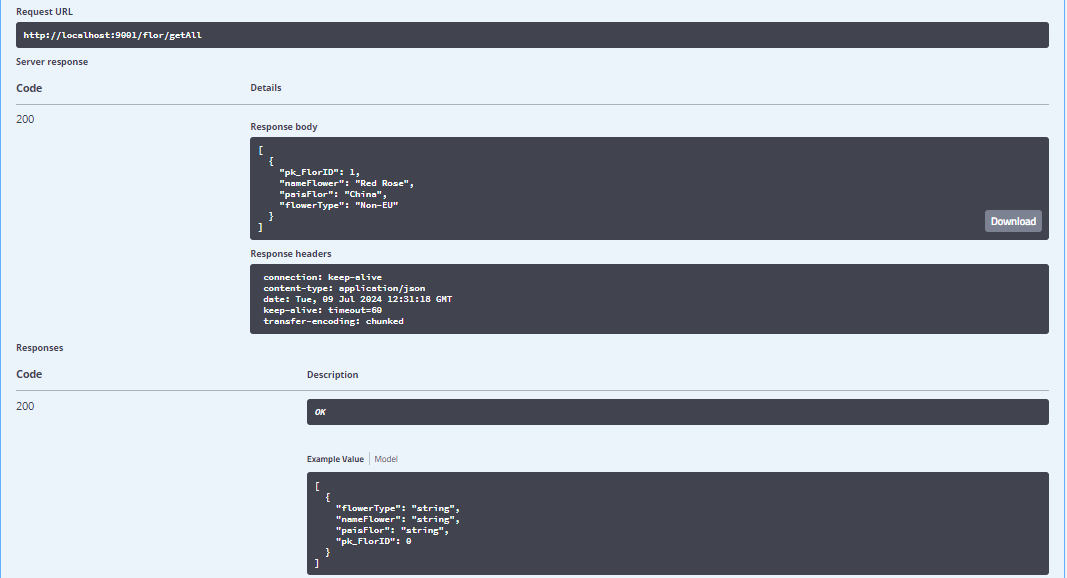 Request URL
http://localhost:9001/flor/getAll
Server response
Code Details
200
Response body
[
{
"pk_FlorID": 1,
"nameFlower": "Red Rose",
"paisFlor": "China",
"flowerType": "Non-EU"
}
]
Download
Response headers
connection: keep-alive
content-type: application/json
date: Tue, 09 Jul 2024 12:31:18 GMT
keep-alive: timeout=60
transfer-encoding: chunked
Responses
Code Description
200
OK
Example Value Model
[
{
"flowerType": "string",
"nameFlower": "string",
"paisFlor": "string",
"pk_FlorID": 0
}
]